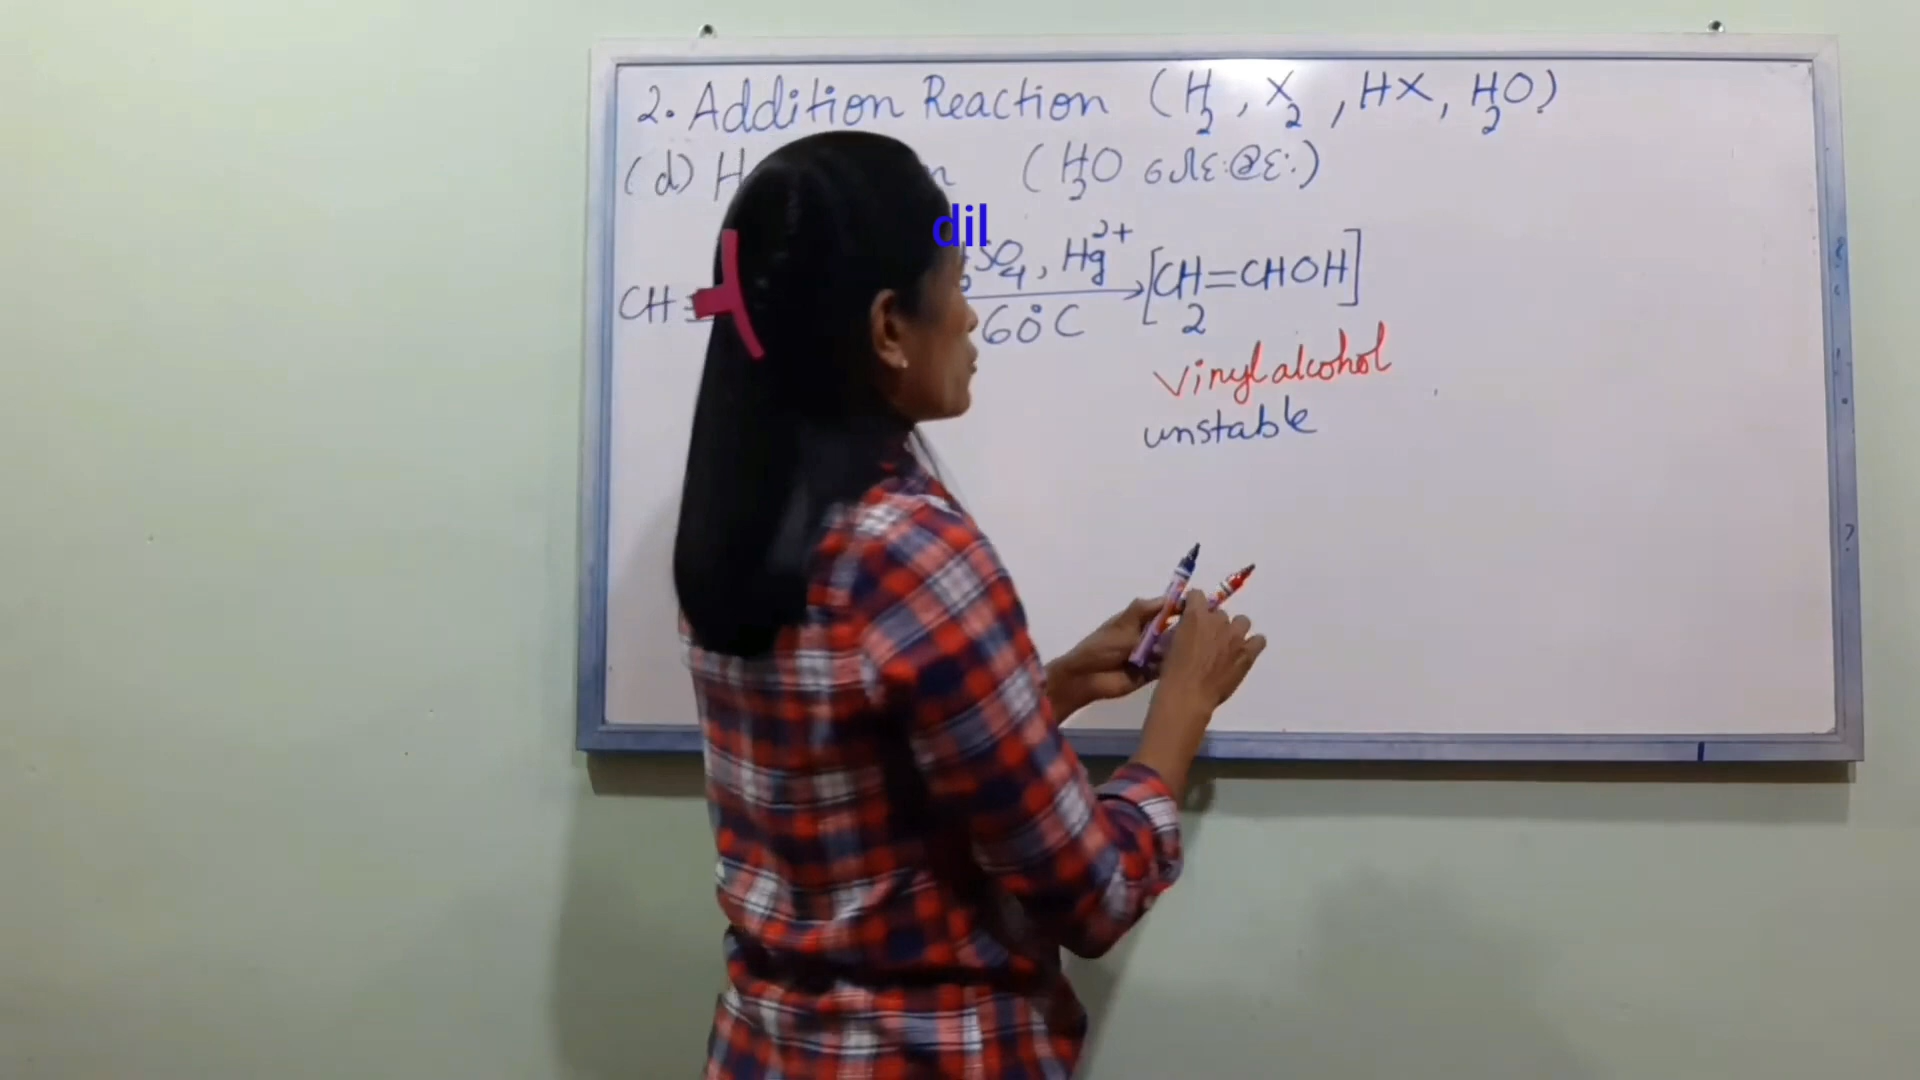 2. Addition Reaction (H₂, X₂, HX, H₂O)
(d) (H₂O ပေါင်းခြင်း)
dil
CH≡ SO₄, Hg²⁺ [CH₂=CHOH]
60°C
vinyl alcohol
unstable